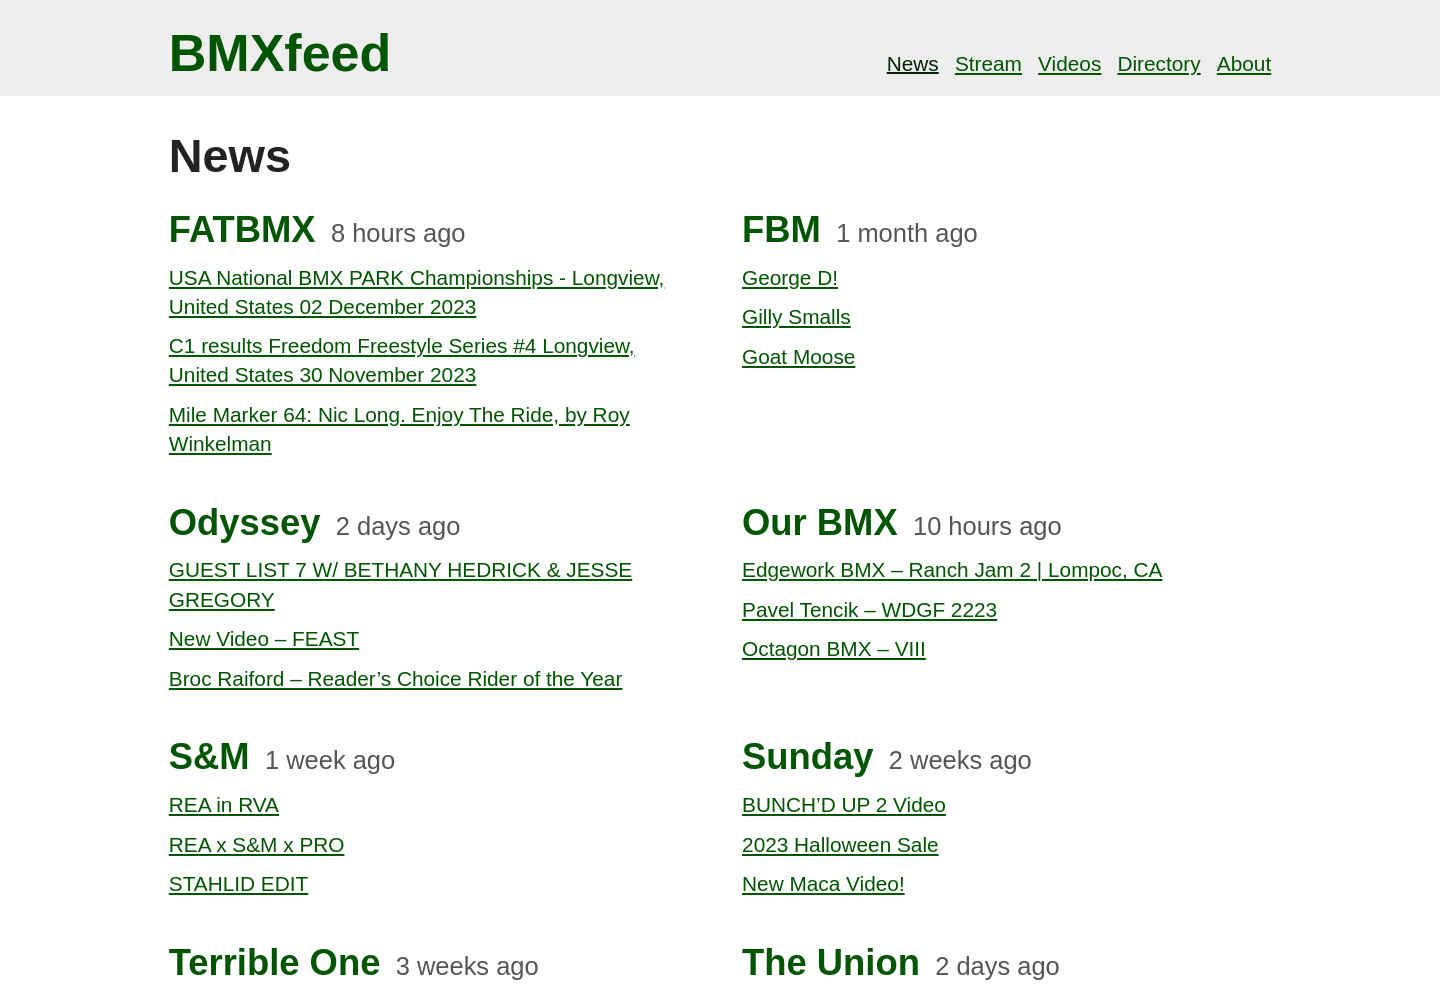 BMXfeed
News Stream Videos Directory About
News
FATBMX 8 hours ago
USA National BMX PARK Championships - Longview,
United States 02 December 2023
C1 results Freedom Freestyle Series #4 Longview,
United States 30 November 2023
Mile Marker 64: Nic Long. Enjoy The Ride, by Roy
Winkelman
FBM 1 month ago
George D!
Gilly Smalls
Goat Moose
Odyssey 2 days ago
GUEST LIST 7 W/ BETHANY HEDRICK & JESSE
GREGORY
New Video – FEAST
Broc Raiford – Reader’s Choice Rider of the Year
Our BMX 10 hours ago
Edgework BMX – Ranch Jam 2 | Lompoc, CA
Pavel Tencik – WDGF 2223
Octagon BMX – VIII
S&M 1 week ago
REA in RVA
REA x S&M x PRO
STAHLID EDIT
Sunday 2 weeks ago
BUNCH’D UP 2 Video
2023 Halloween Sale
New Maca Video!
Terrible One 3 weeks ago
The Union 2 days ago